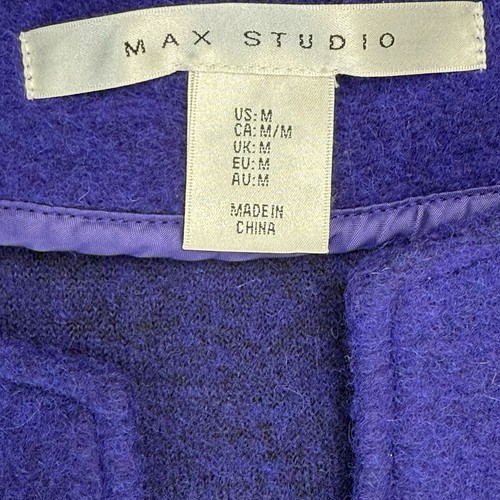 MAX STUDIO
US: M
CA: M/M
UK: M
EU: M
AU: M
MADE IN
CHINA